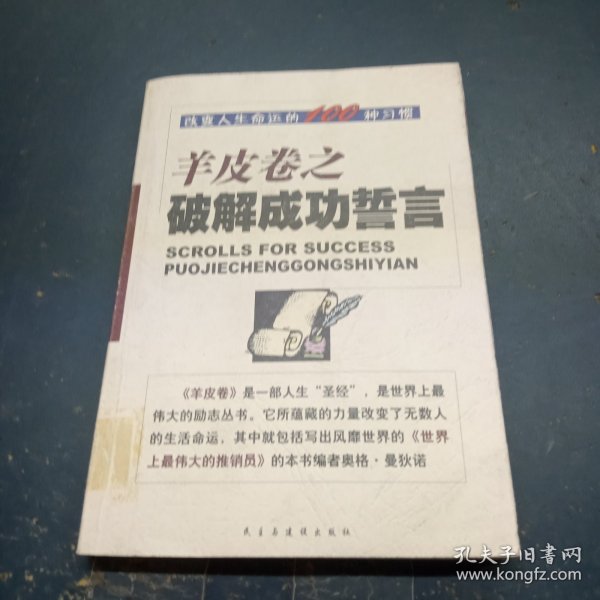 改变人生命运的100种习惯
羊皮卷之
破解成功誓言
SCROLLS FOR SUCCESS
PUOJIECHENGGONGSHIYIAN
《羊皮卷》是一部人生“圣经”，是世界上最
伟大的励志丛书。它所蕴藏的力量改变了无数人
的生活命运，其中就包括写出风靡世界的《世界
上最伟大的推销员》的本书编者奥格·曼狄诺
民主与建设出版社
孔夫子旧书网
www.kongfz.com